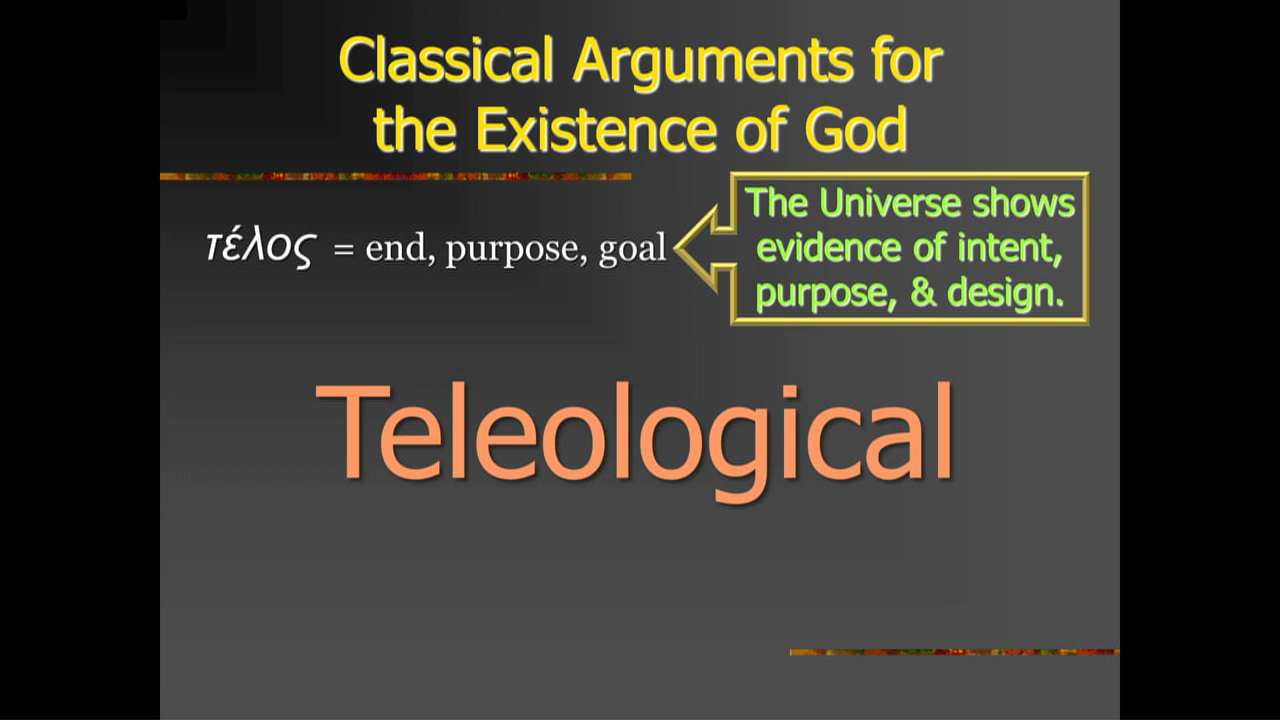 Classical Arguments for
the Existence of God
τέλος = end, purpose, goal
The Universe shows
evidence of intent,
purpose, & design.
Teleological